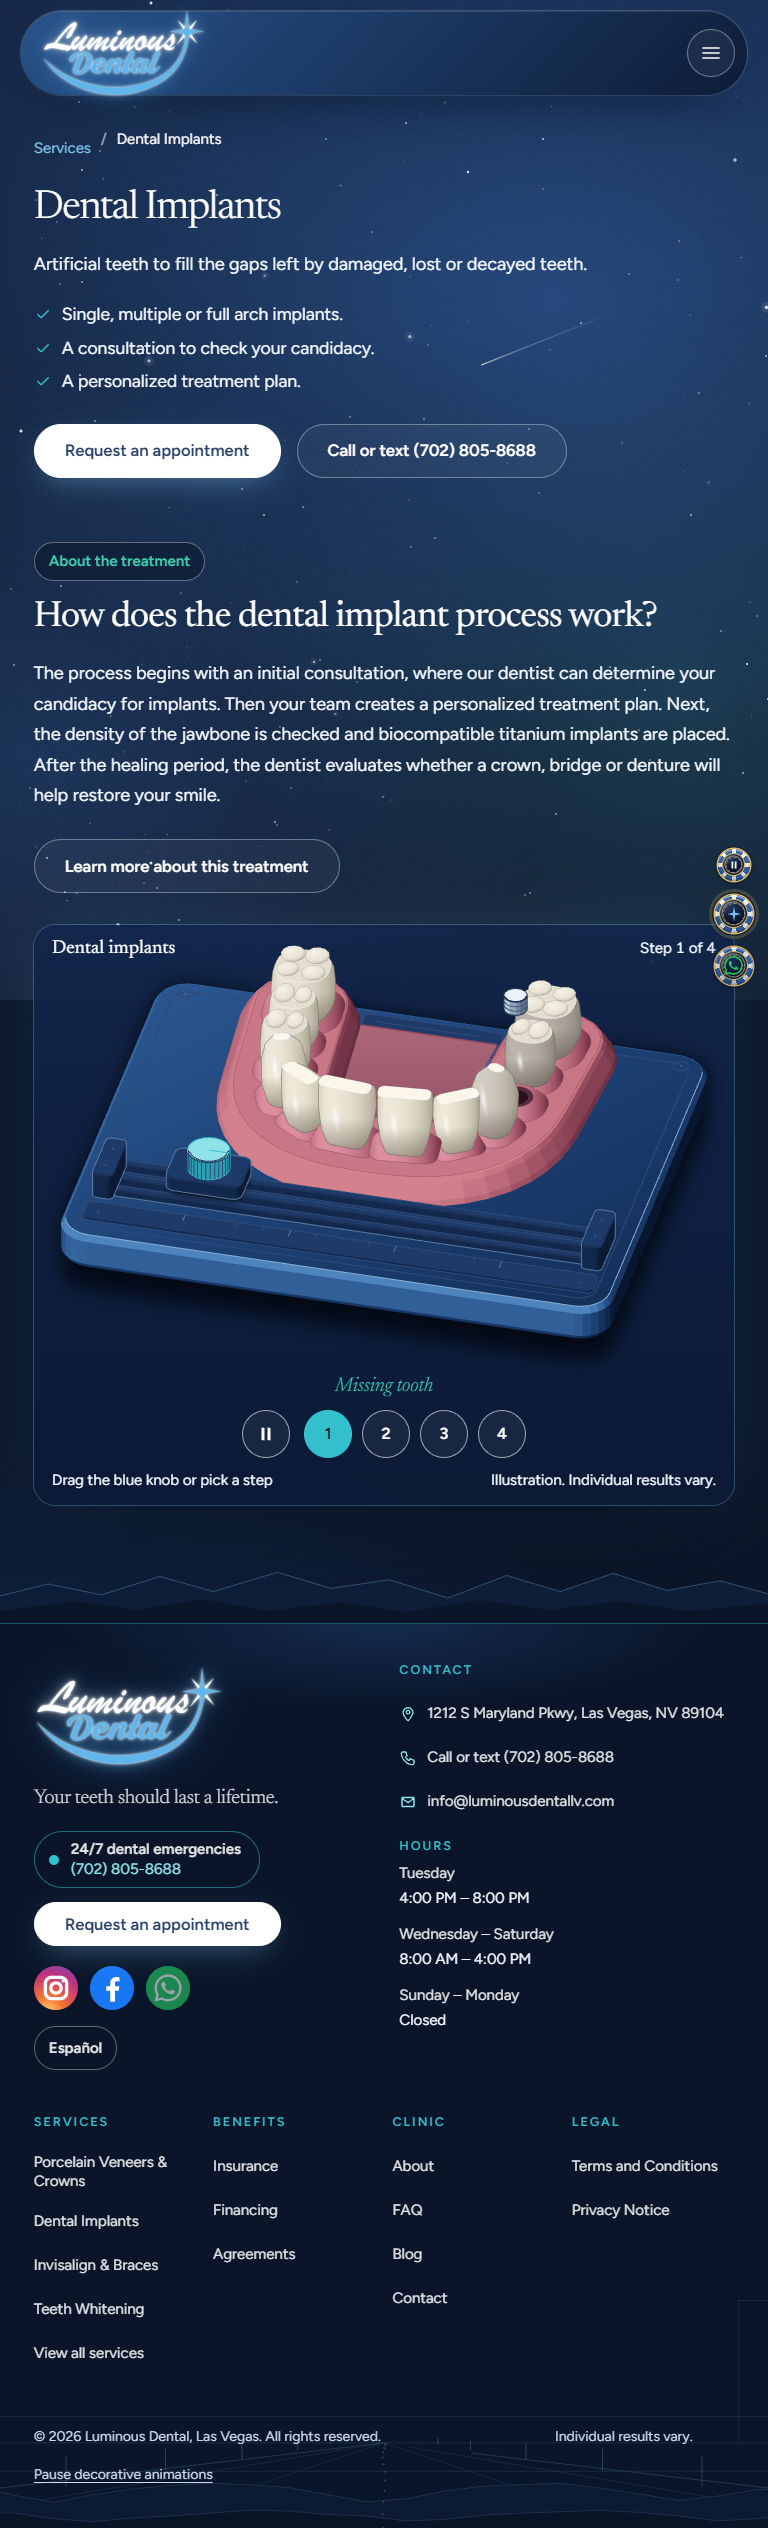 Luminous
Dental
Services / Dental Implants
Dental Implants
Artificial teeth to fill the gaps left by damaged, lost or decayed teeth.
Single, multiple or full arch implants.
A consultation to check your candidacy.
A personalized treatment plan.
Request an appointment
Call or text (702) 805-8688
About the treatment
How does the dental implant process work?
The process begins with an initial consultation, where our dentist can determine your
candidacy for implants. Then your team creates a personalized treatment plan. Next,
the density of the jawbone is checked and biocompatible titanium implants are placed.
After the healing period, the dentist evaluates whether a crown, bridge or denture will
help restore your smile.
Learn more about this treatment
Dental implants
Step 1 of 4
Missing tooth
1 2 3 4
Drag the blue knob or pick a step
Illustration. Individual results vary.
Luminous
Dental
Your teeth should last a lifetime.
24/7 dental emergencies
(702) 805-8688
Request an appointment
Español
CONTACT
1212 S Maryland Pkwy, Las Vegas, NV 89104
Call or text (702) 805-8688
info@luminousdentallv.com
HOURS
Tuesday
4:00 PM – 8:00 PM
Wednesday – Saturday
8:00 AM – 4:00 PM
Sunday – Monday
Closed
SERVICES
Porcelain Veneers &
Crowns
Dental Implants
Invisalign & Braces
Teeth Whitening
View all services
BENEFITS
Insurance
Financing
Agreements
CLINIC
About
FAQ
Blog
Contact
LEGAL
Terms and Conditions
Privacy Notice
© 2026 Luminous Dental, Las Vegas. All rights reserved.
Individual results vary.
Pause decorative animations